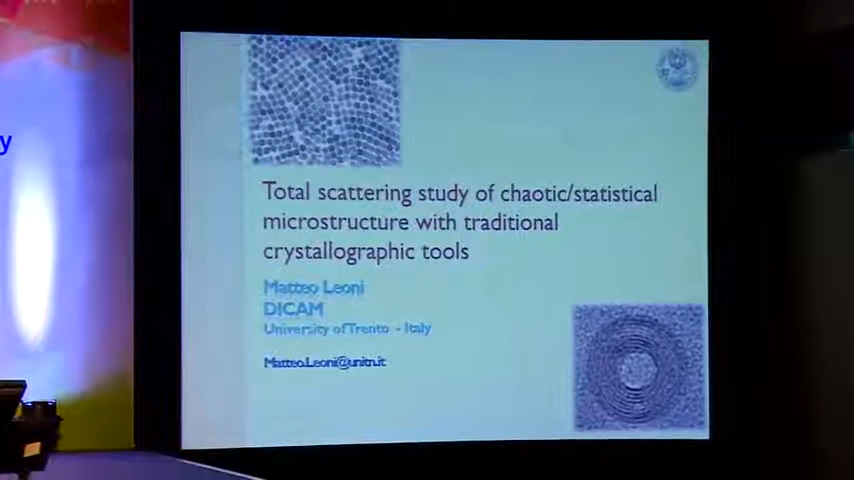 y
Total scattering study of chaotic/statistical
microstructure with traditional
crystallographic tools
Matteo Leoni
DICAM
University of Trento - Italy
Matteo.Leoni@unitn.it